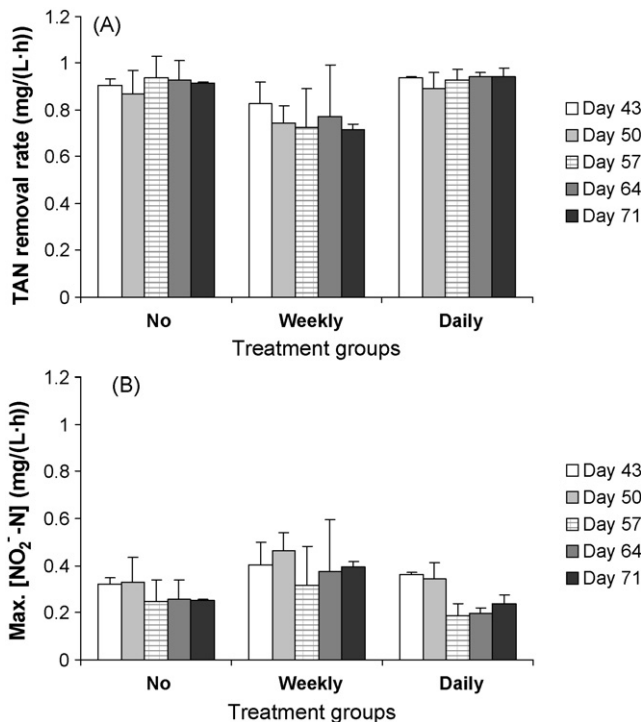 (A)
TAN removal rate (mg/(L·h)
1.2
1
0.8
0.6
0.4
0.2
0
No Weekly Daily
Treatment groups
Day 43
Day 50
Day 57
Day 64
Day 71
(B)
Max. [NO₂⁻-N] (mg/(L·h)
1.2
1
0.8
0.6
0.4
0.2
0
No Weekly Daily
Treatment groups
Day 43
Day 50
Day 57
Day 64
Day 71